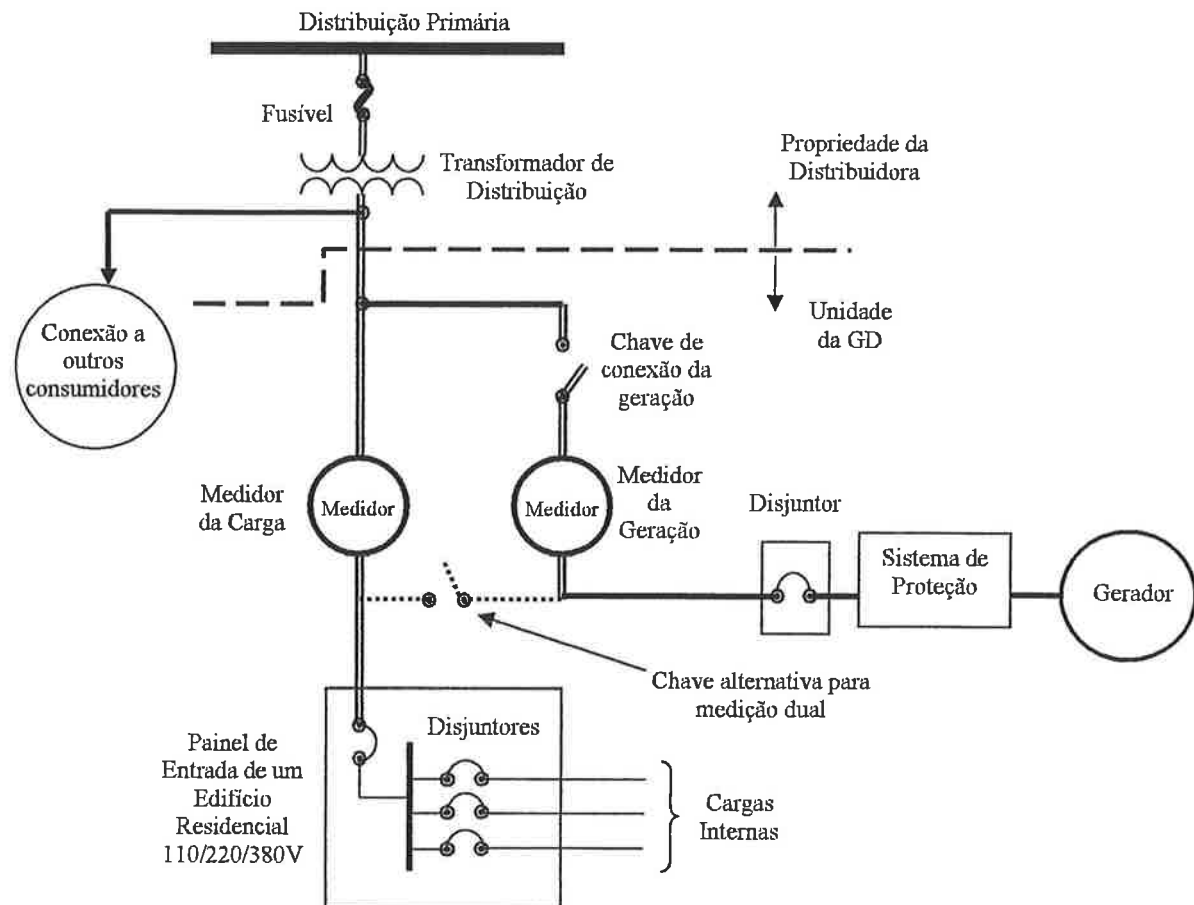 Distribuição Primária
Fusível
Transformador de
Distribuição
Propriedade da
Distribuidora
Unidade
da GD
Conexão a
outros
consumidores
Chave de
conexão da
geração
Medidor
da Carga
Medidor
Medidor
Medidor
da
Geração
Disjuntor
Sistema de
Proteção
Gerador
Chave alternativa para
medição dual
Painel de
Entrada de um
Edifício
Residencial
110/220/380V
Disjuntores
Cargas
Internas